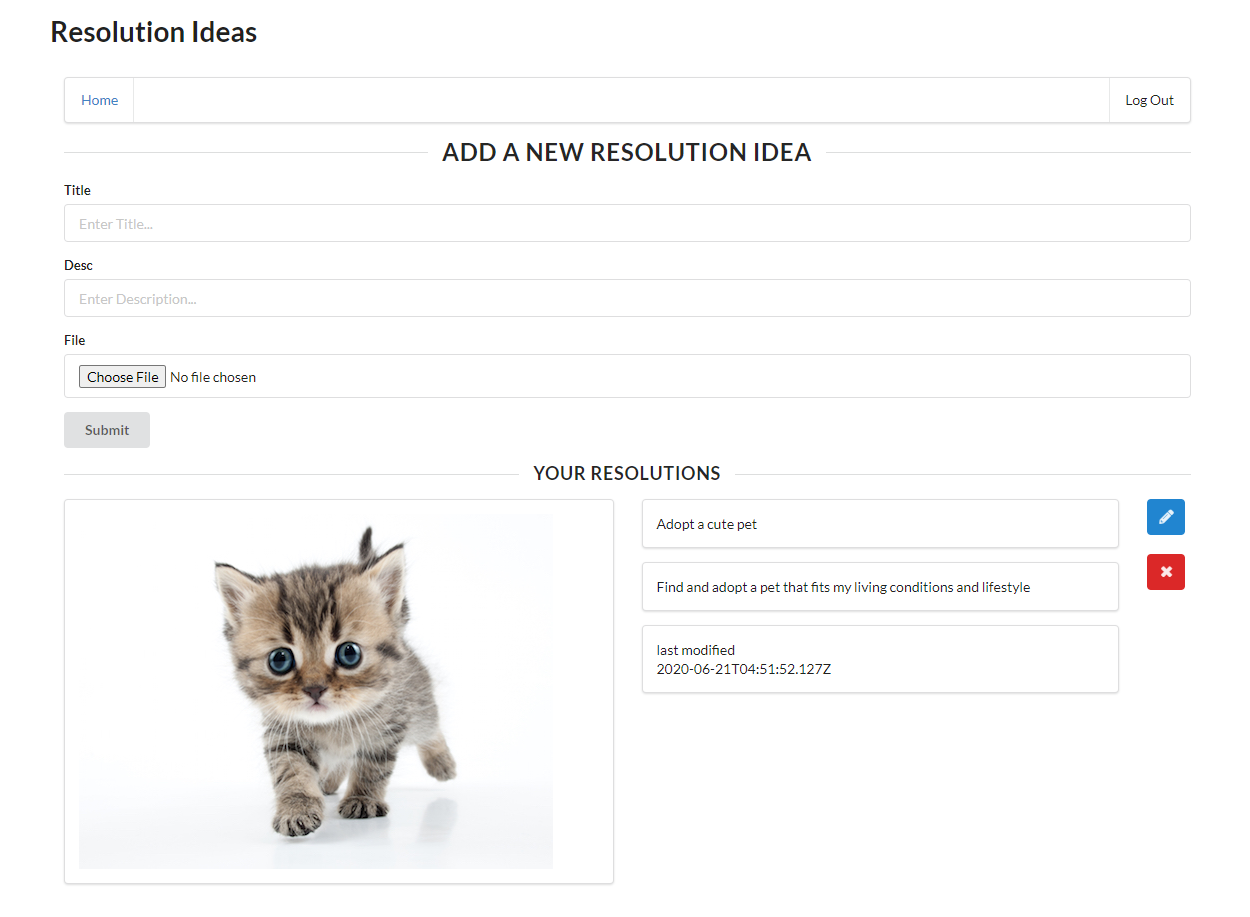 Resolution Ideas
Home
Log Out
ADD A NEW RESOLUTION IDEA
Title
Enter Title...
Desc
Enter Description...
File
Choose File No file chosen
Submit
YOUR RESOLUTIONS
Adopt a cute pet
Find and adopt a pet that fits my living conditions and lifestyle
last modified
2020-06-21T04:51:52.127Z